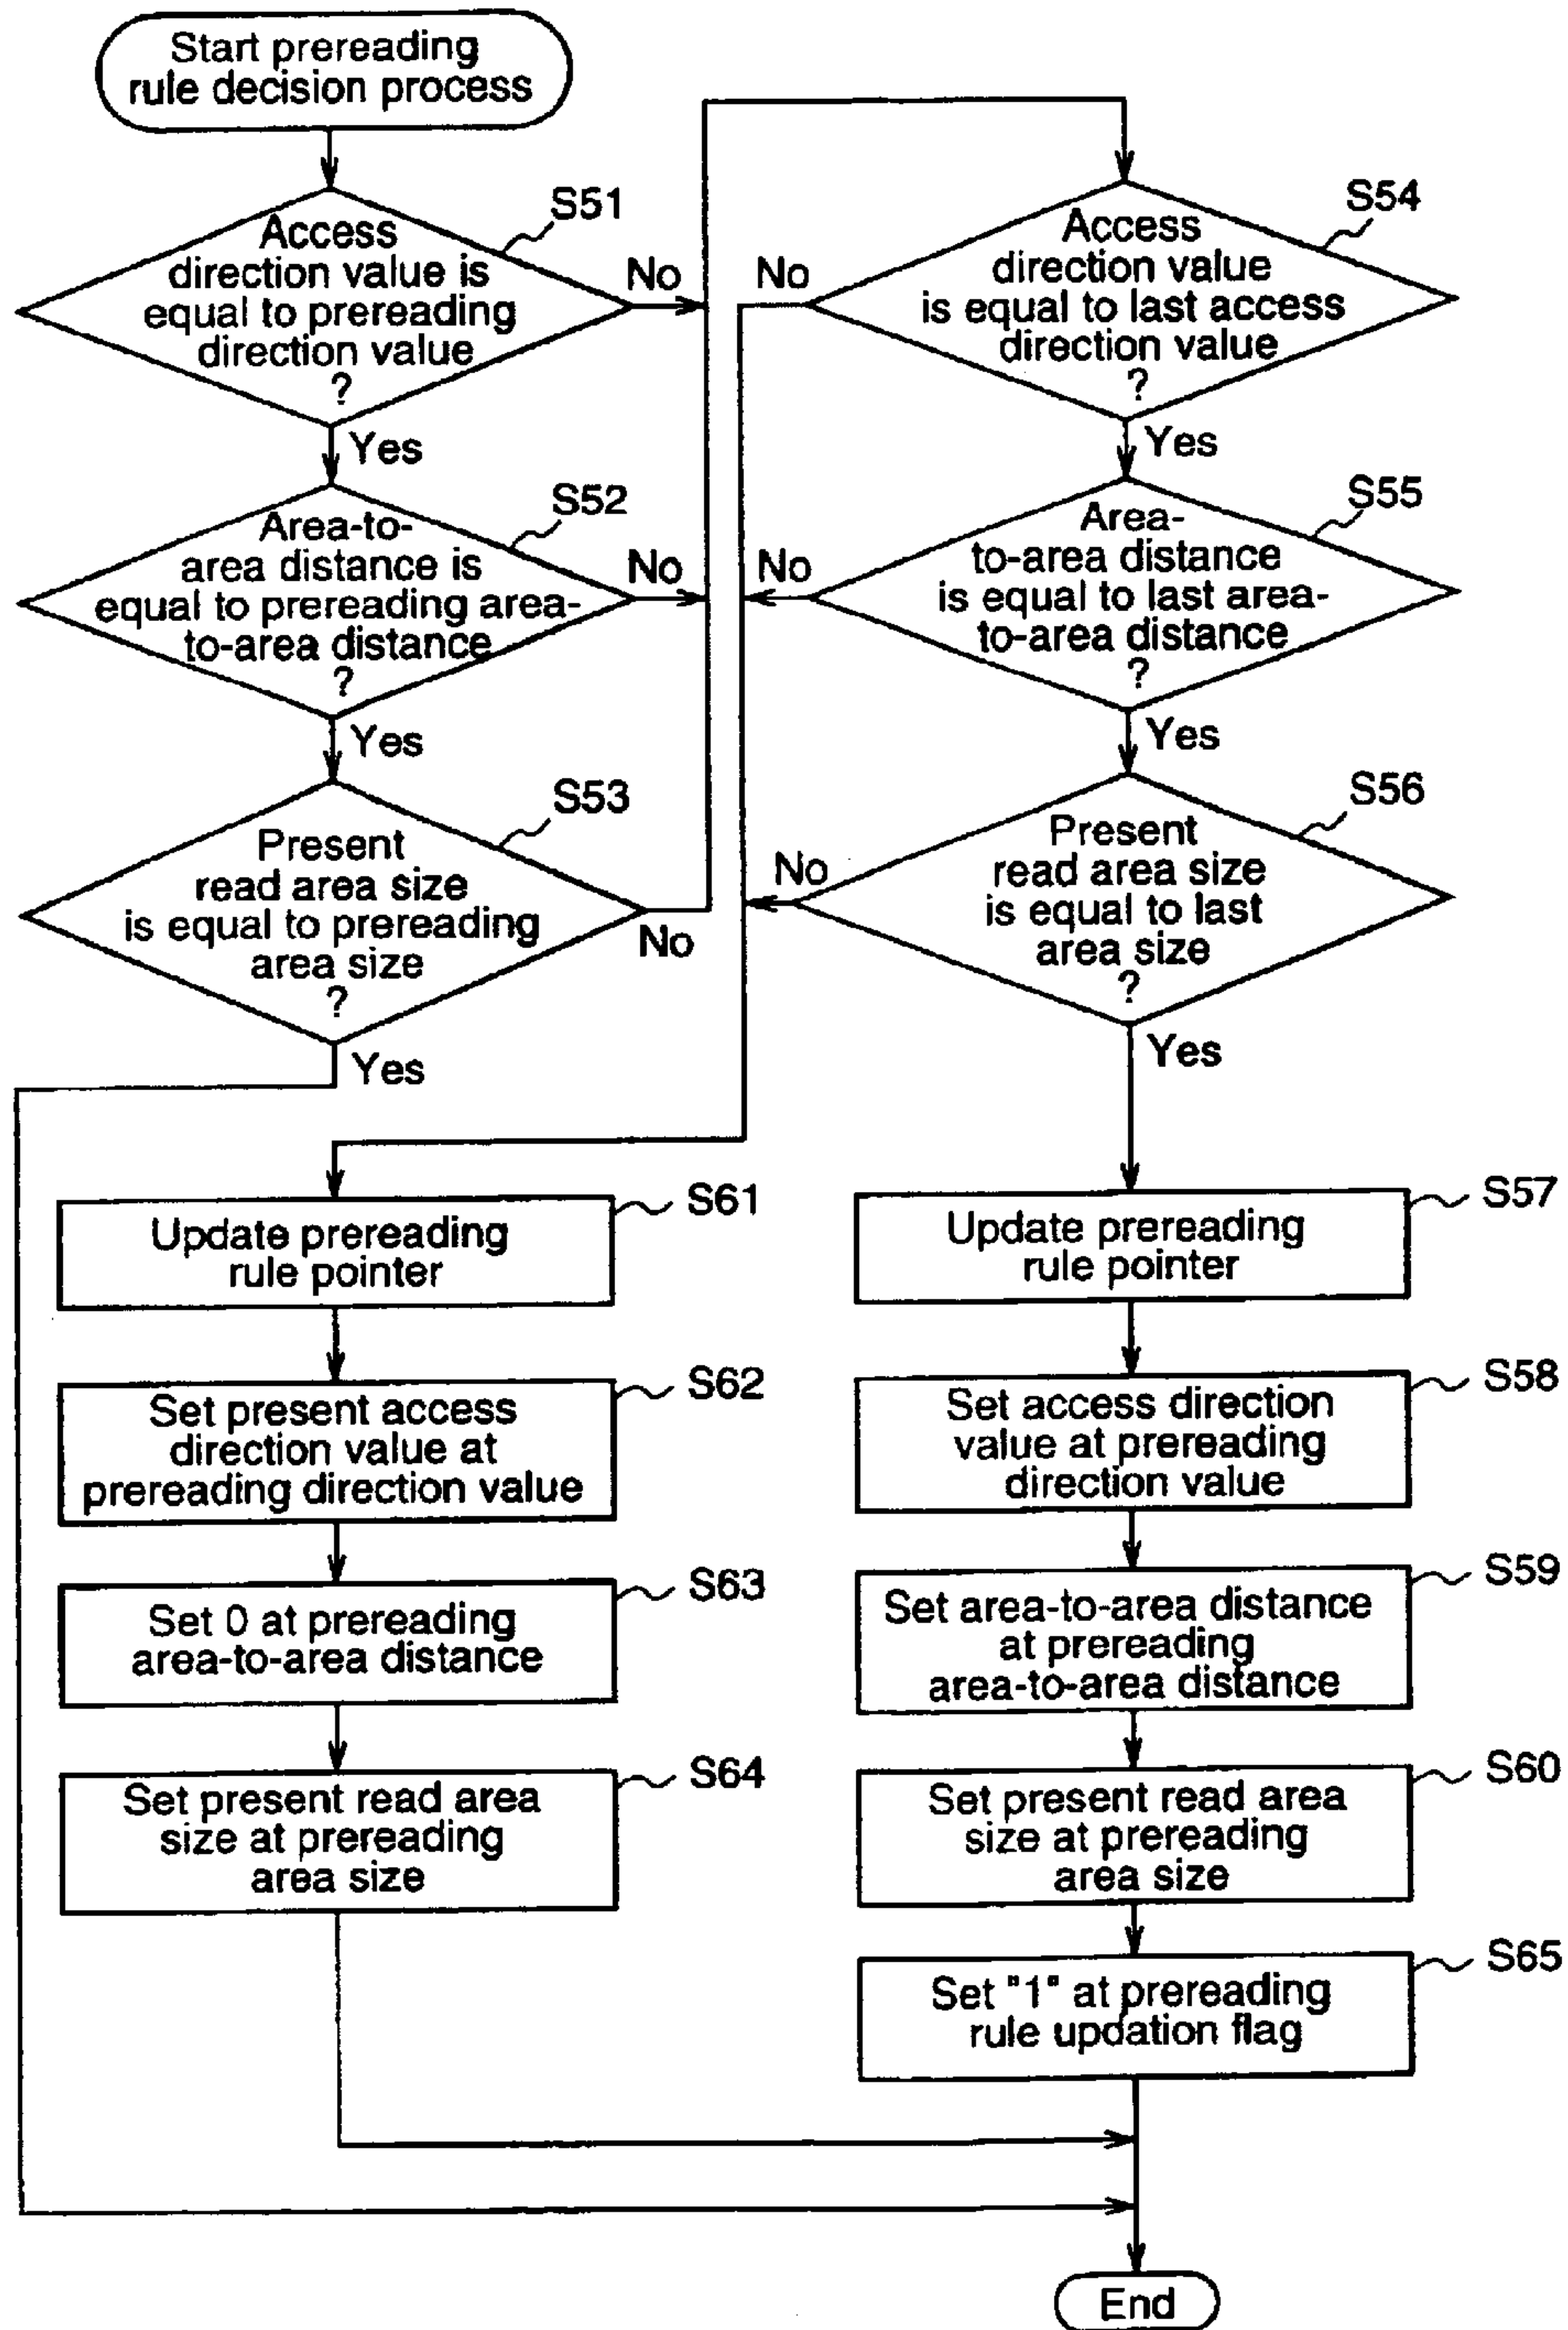 Start prereading
rule decision process
S51
Access
direction value is
equal to prereading
direction value
?
No
Yes
S52
Area-to-
area distance is
equal to prereading area-
to-area distance
?
No
Yes
S53
Present
read area size
is equal to prereading
area size
?
No
Yes
S54
Access
direction value
is equal to last access
direction value
?
No
Yes
S55
Area-
to-area distance
is equal to last area-
to-area distance
?
No
Yes
S56
Present
read area size
is equal to last
area size
?
No
Yes
S61
Update prereading
rule pointer
S62
Set present access
direction value at
prereading direction value
S63
Set 0 at prereading
area-to-area distance
S64
Set present read area
size at prereading
area size
S57
Update prereading
rule pointer
S58
Set access direction
value at prereading
direction value
S59
Set area-to-area distance
at prereading
area-to-area distance
S60
Set present read area
size at prereading
area size
S65
Set "1" at prereading
rule updation flag
End